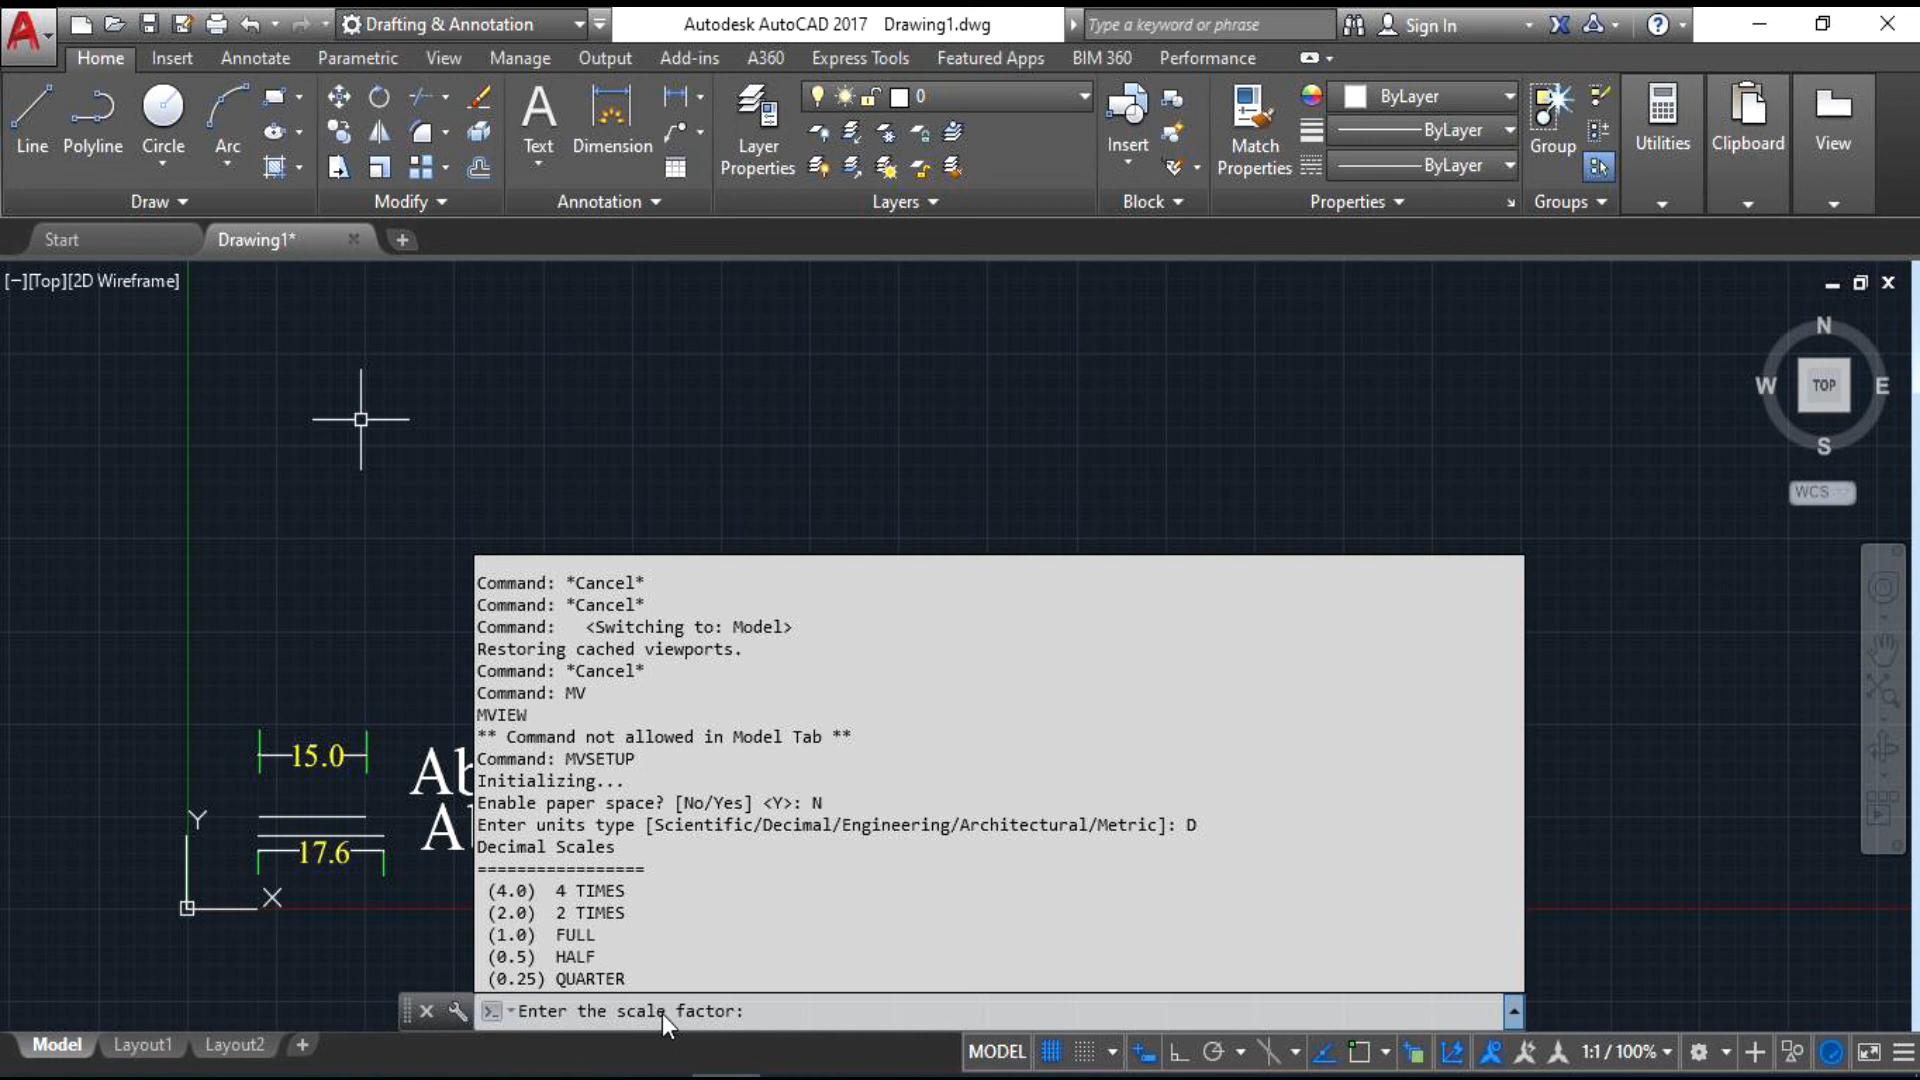 Drafting & Annotation
Autodesk AutoCAD 2017 Drawing1.dwg
Type a keyword or phrase
Sign In
Home Insert Annotate Parametric View Manage Output Add-ins A360 Express Tools Featured Apps BIM 360 Performance
0
ByLayer
ByLayer
ByLayer
Line Polyline Circle Arc
Text Dimension
Layer Properties
Insert
Match Properties
Group
Utilities
Clipboard
View
Draw Modify Annotation Layers Block Properties Groups
Start Drawing1*
[−][Top][2D Wireframe]
N
W TOP E
S
WCS
15.0
17.6
Y
X
Command: *Cancel*
Command: *Cancel*
Command:   <Switching to: Model>
Restoring cached viewports.
Command: *Cancel*
Command: MV
MVIEW
** Command not allowed in Model Tab **
Command: MVSETUP
Initializing...
Enable paper space? [No/Yes] <Y>: N
Enter units type [Scientific/Decimal/Engineering/Architectural/Metric]: D
Decimal Scales
=================
(4.0) 4 TIMES
(2.0) 2 TIMES
(1.0) FULL
(0.5) HALF
(0.25) QUARTER
Enter the scale factor:
Model Layout1 Layout2
MODEL
1:1 / 100%